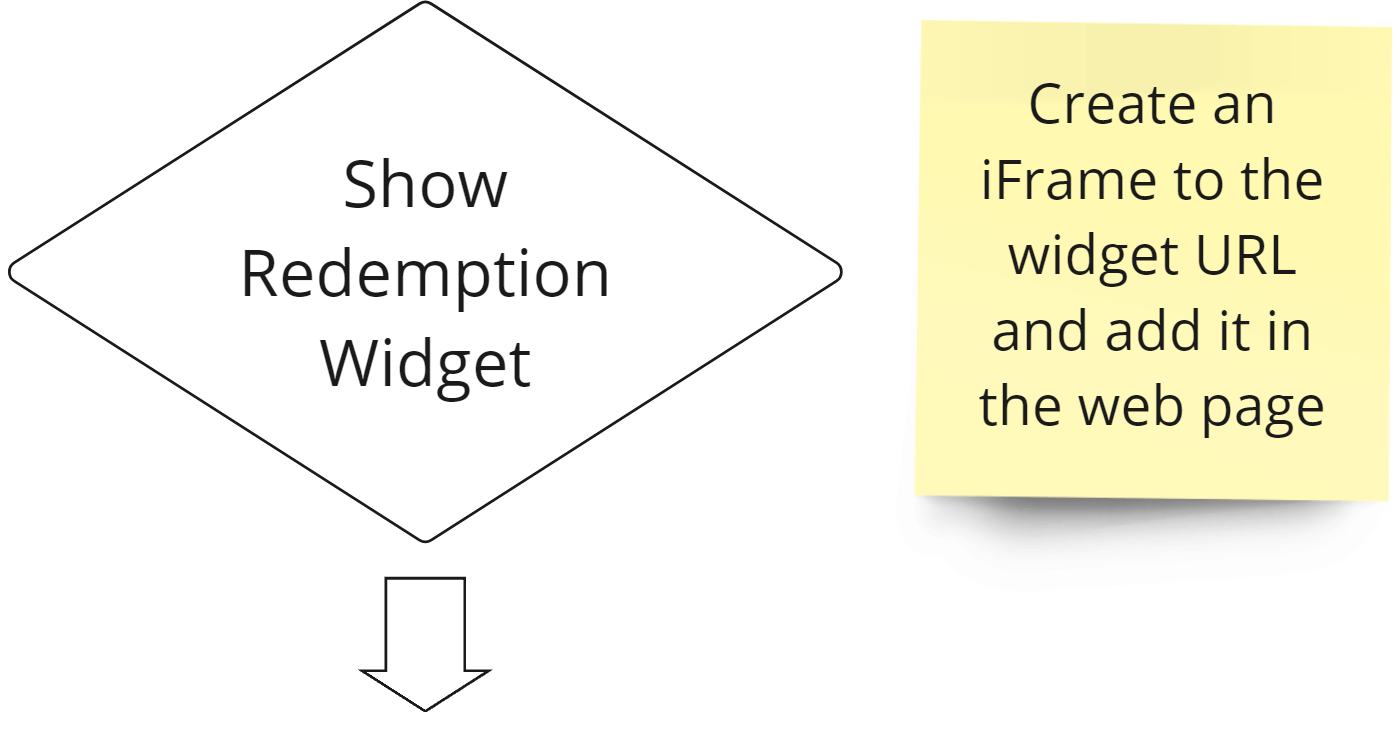 Show
Redemption
Widget
Create an
iFrame to the
widget URL
and add it in
the web page